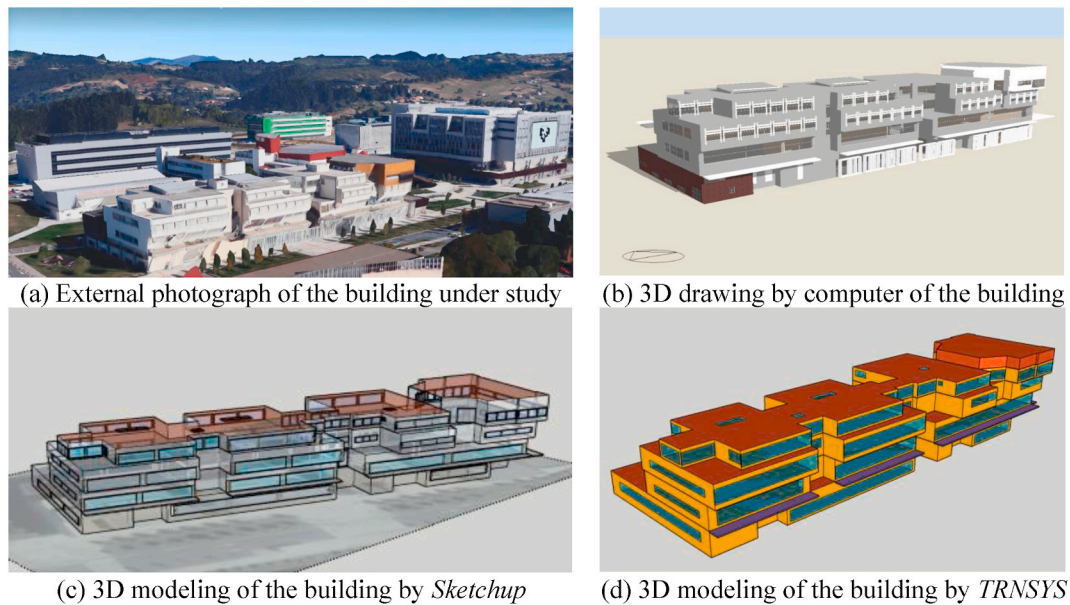 (a) External photograph of the building under study
(b) 3D drawing by computer of the building
(c) 3D modeling of the building by Sketchup
(d) 3D modeling of the building by TRNSYS